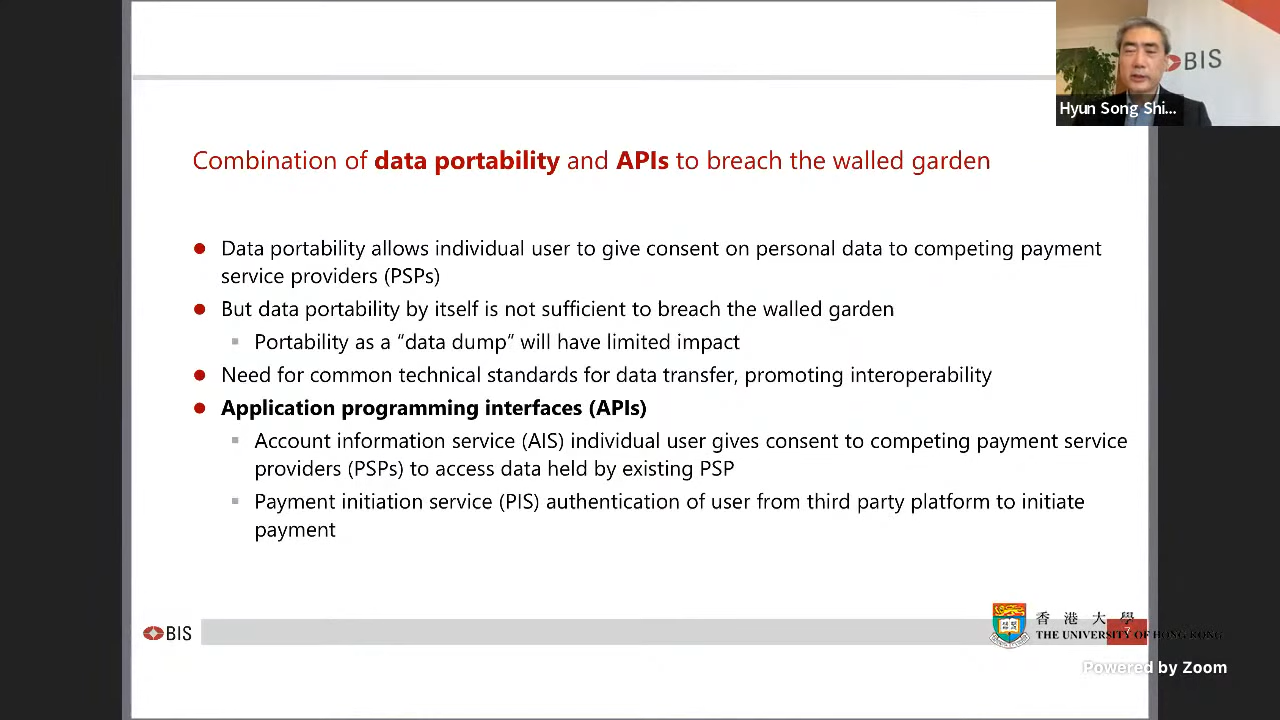 BIS
Hyun Song Shi...
Combination of data portability and APIs to breach the walled garden
Data portability allows individual user to give consent on personal data to competing payment
service providers (PSPs)
But data portability by itself is not sufficient to breach the walled garden
Portability as a “data dump” will have limited impact
Need for common technical standards for data transfer, promoting interoperability
Application programming interfaces (APIs)
Account information service (AIS) individual user gives consent to competing payment service
providers (PSPs) to access data held by existing PSP
Payment initiation service (PIS) authentication of user from third party platform to initiate
payment
BIS
香港大學
THE UNIVERSITY OF HONG KONG
7
Powered by Zoom